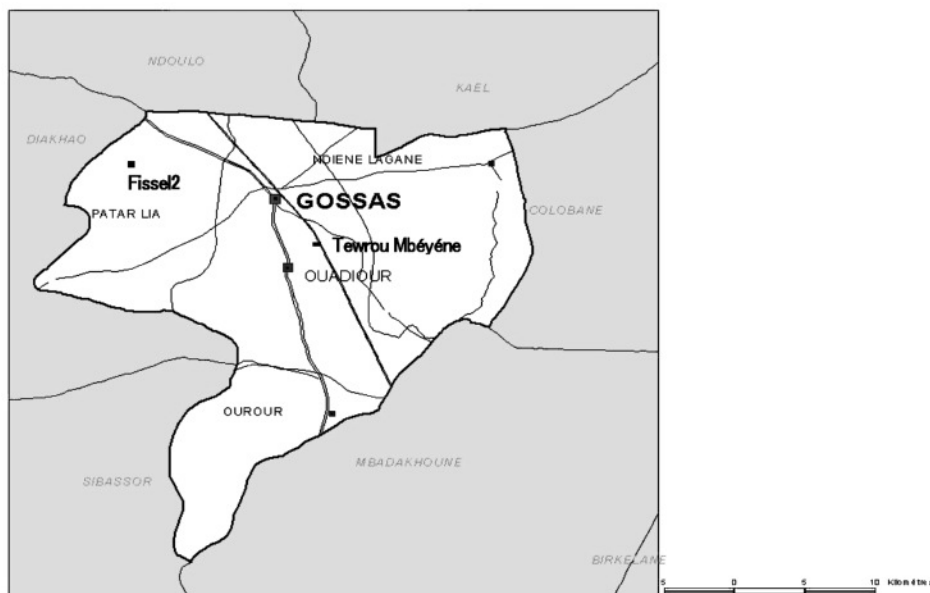 NDOULO
KAEL
DIAKHAO
NDIENE LAGANE
Fissel2
GOSSAS
PATAR LIA
COLOBANE
Tewrou Mbéyéne
OUADIOUR
OUROUR
MBADAKHOUNE
SIBASSOR
BIRKELANE
5 0 5 10 Kilométre